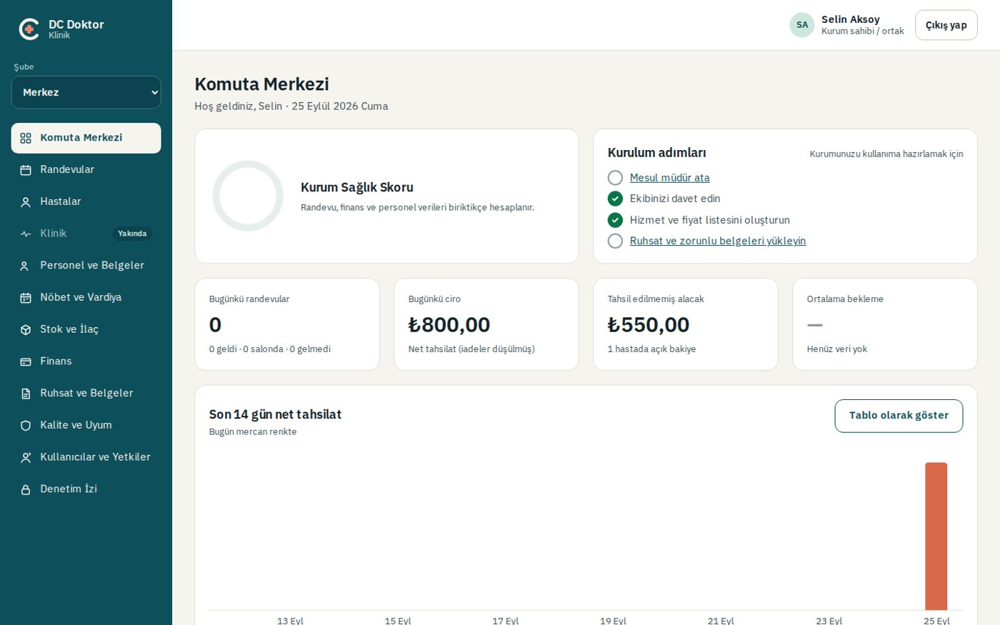 DC Doktor
Klinik
Şube
Merkez
Komuta Merkezi
Randevular
Hastalar
Klinik
Yakında
Personel ve Belgeler
Nöbet ve Vardiya
Stok ve İlaç
Finans
Ruhsat ve Belgeler
Kalite ve Uyum
Kullanıcılar ve Yetkiler
Denetim İzi
SA
Selin Aksoy
Kurum sahibi / ortak
Çıkış yap
Komuta Merkezi
Hoş geldiniz, Selin · 25 Eylül 2026 Cuma
Kurum Sağlık Skoru
Randevu, finans ve personel verileri biriktikçe hesaplanır.
Kurulum adımları
Kurumunuzu kullanıma hazırlamak için
Mesul müdür ata
Ekibinizi davet edin
Hizmet ve fiyat listesini oluşturun
Ruhsat ve zorunlu belgeleri yükleyin
Bugünkü randevular
0
0 geldi · 0 salonda · 0 gelmedi
Bugünkü ciro
₺800,00
Net tahsilat (iadeler düşülmüş)
Tahsil edilmemiş alacak
₺550,00
1 hastada açık bakiye
Ortalama bekleme
—
Henüz veri yok
Son 14 gün net tahsilat
Bugün mercan renkte
Tablo olarak göster
13 Eyl 15 Eyl 17 Eyl 19 Eyl 21 Eyl 23 Eyl 25 Eyl